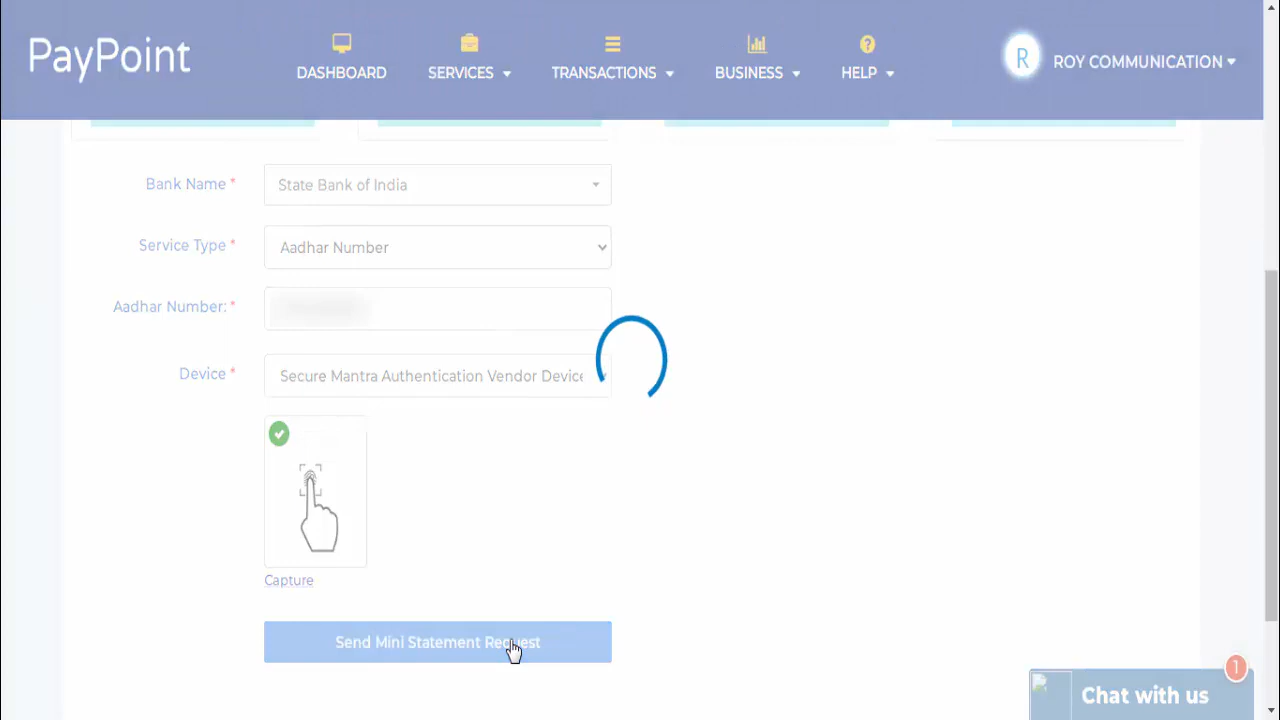 PayPoint
DASHBOARD
SERVICES
TRANSACTIONS
BUSINESS
HELP
R
ROY COMMUNICATION
Bank Name *
State Bank of India
Service Type *
Aadhar Number
Aadhar Number: *
Device *
Secure Mantra Authentication Vendor Device
Capture
Send Mini Statement Request
1
Chat with us